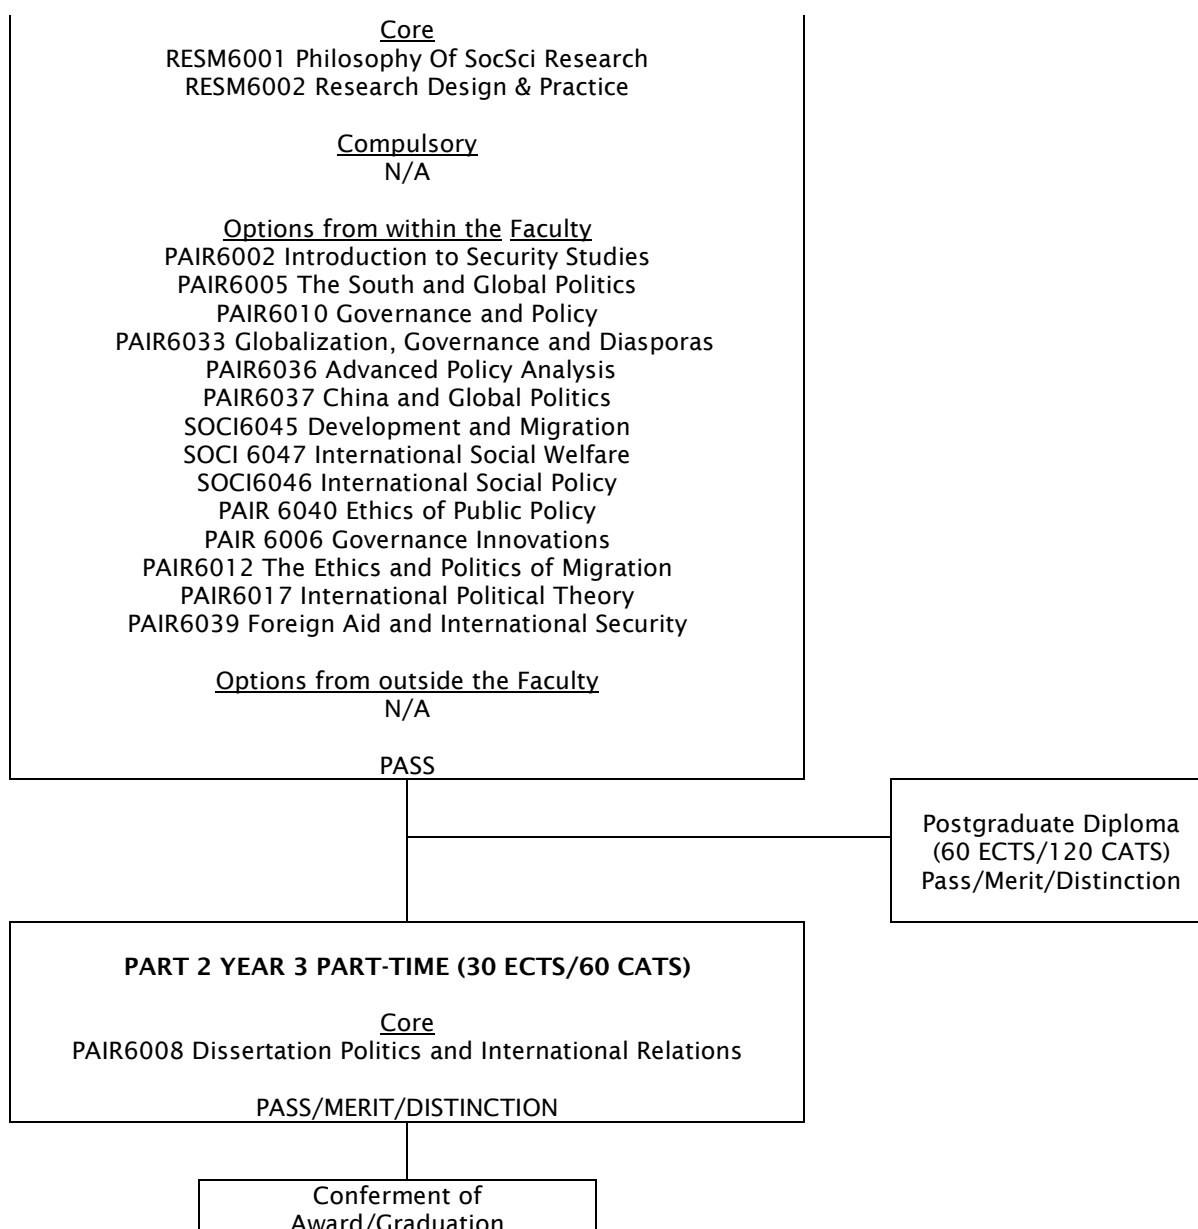 Core
RESM6001 Philosophy Of SocSci Research
RESM6002 Research Design & Practice
Compulsory
N/A
Options from within the Faculty
PAIR6002 Introduction to Security Studies
PAIR6005 The South and Global Politics
PAIR6010 Governance and Policy
PAIR6033 Globalization, Governance and Diasporas
PAIR6036 Advanced Policy Analysis
PAIR6037 China and Global Politics
SOCI6045 Development and Migration
SOCI 6047 International Social Welfare
SOCI6046 International Social Policy
PAIR 6040 Ethics of Public Policy
PAIR 6006 Governance Innovations
PAIR6012 The Ethics and Politics of Migration
PAIR6017 International Political Theory
PAIR6039 Foreign Aid and International Security
Options from outside the Faculty
N/A
PASS
Postgraduate Diploma
(60 ECTS/120 CATS)
Pass/Merit/Distinction
PART 2 YEAR 3 PART-TIME (30 ECTS/60 CATS)
Core
PAIR6008 Dissertation Politics and International Relations
PASS/MERIT/DISTINCTION
Conferment of
Award/Graduation